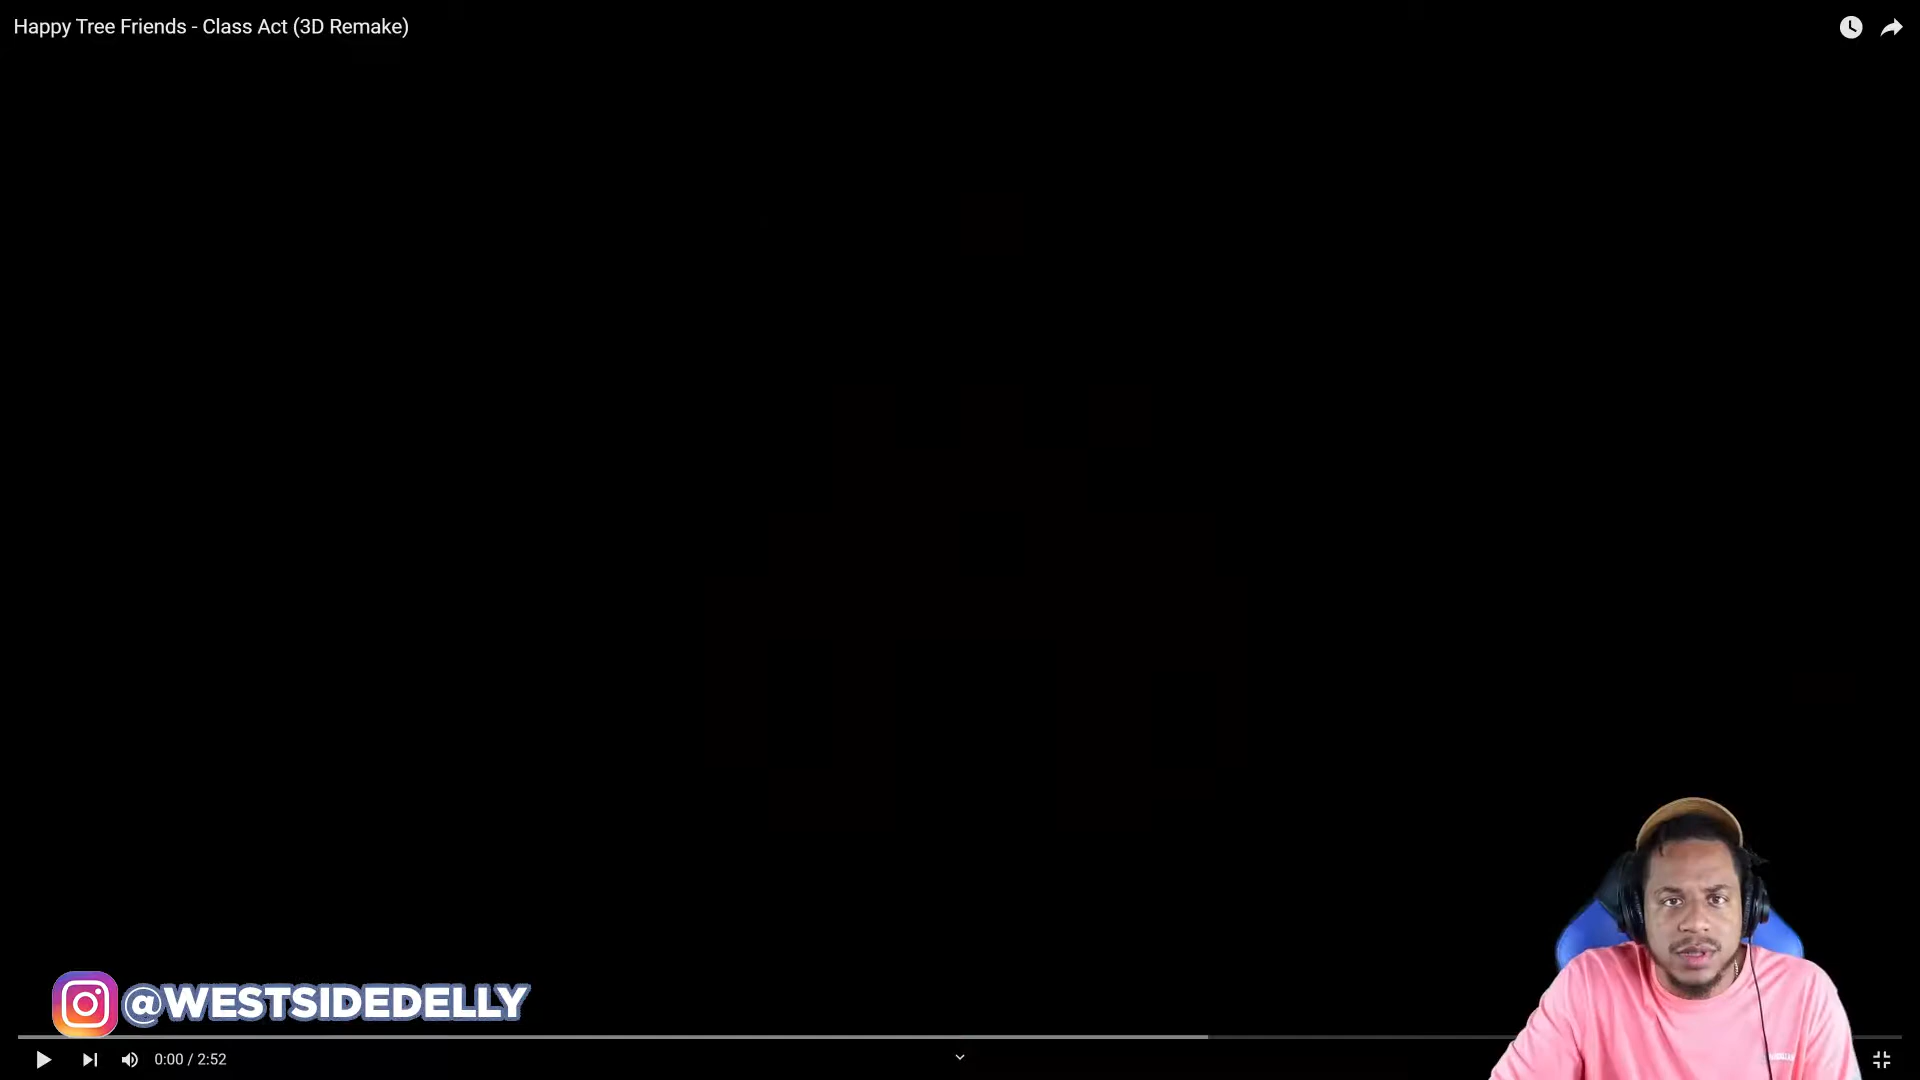 Happy Tree Friends - Class Act (3D Remake)
@WESTSIDEDELLY
0:00 / 2:52